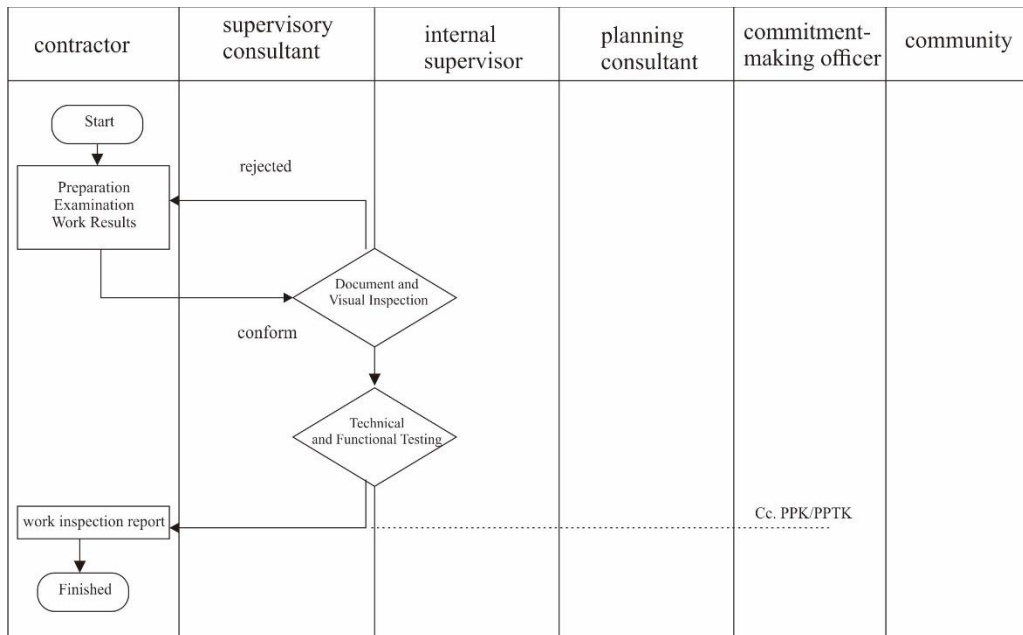 contractor
supervisory
consultant
internal
supervisor
planning
consultant
commitment-
making officer
community
Start
rejected
Preparation
Examination
Work Results
Document and
Visual Inspection
conform
Technical
and Functional Testing
work inspection report
Cc. PPK/PPTK
Finished